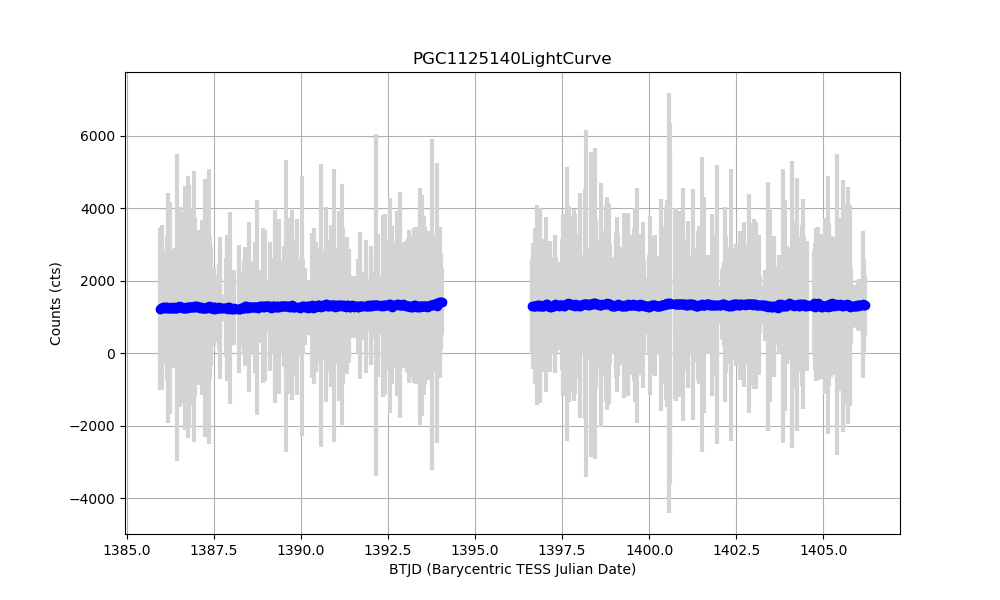 PGC1125140LightCurve
6000
4000
2000
0
−2000
−4000
Counts (cts)
1385.0 1387.5 1390.0 1392.5 1395.0 1397.5 1400.0 1402.5 1405.0
BTJD (Barycentric TESS Julian Date)